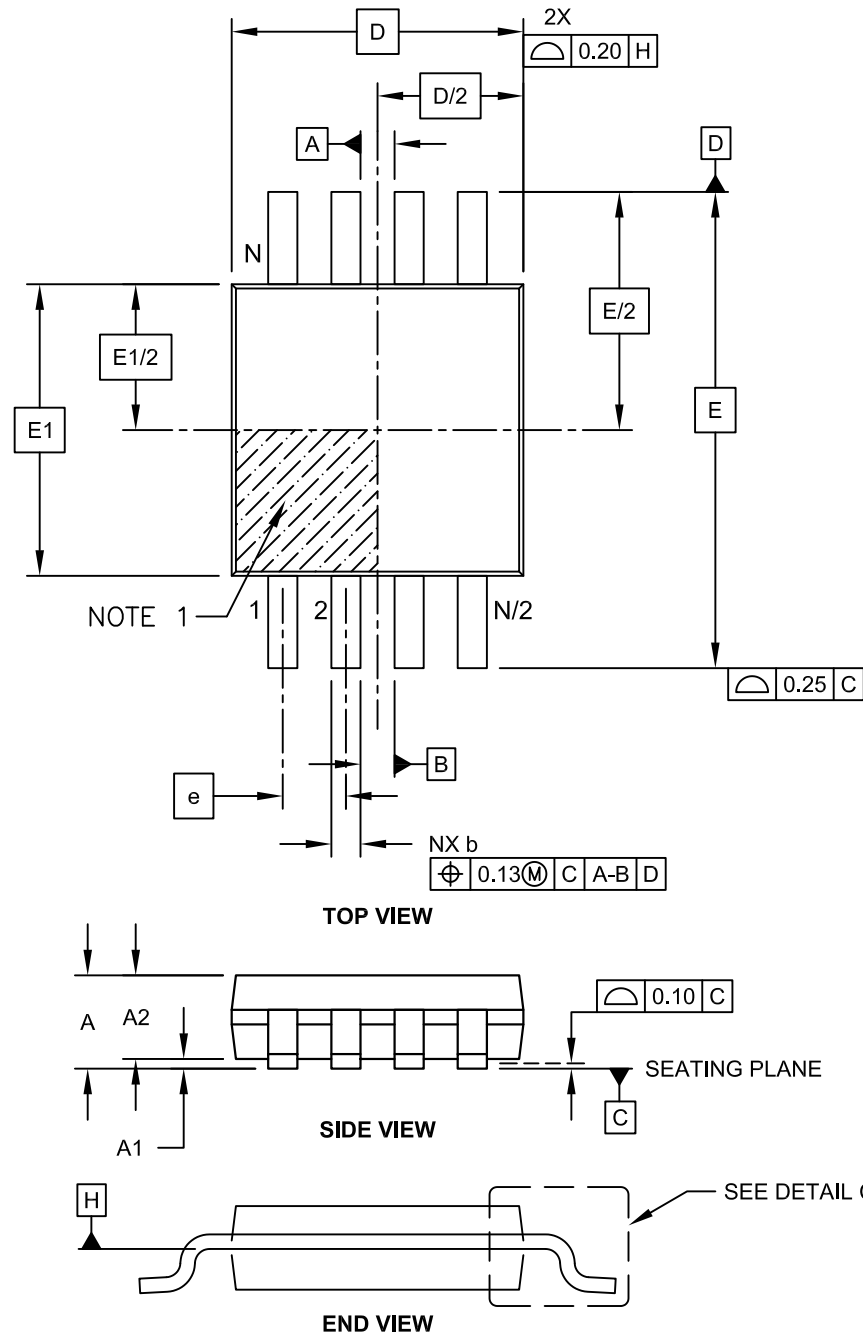 D
2X
⌓ 0.20 H
D/2
A
D
N
E/2
E1/2
E1
E
NOTE 1
1
2
N/2
⌓ 0.25 C
B
e
NX b
⌖ 0.13Ⓜ C A-B D
TOP VIEW
⌓ 0.10 C
A
A2
SEATING PLANE
C
A1
SIDE VIEW
H
SEE DETAIL
END VIEW